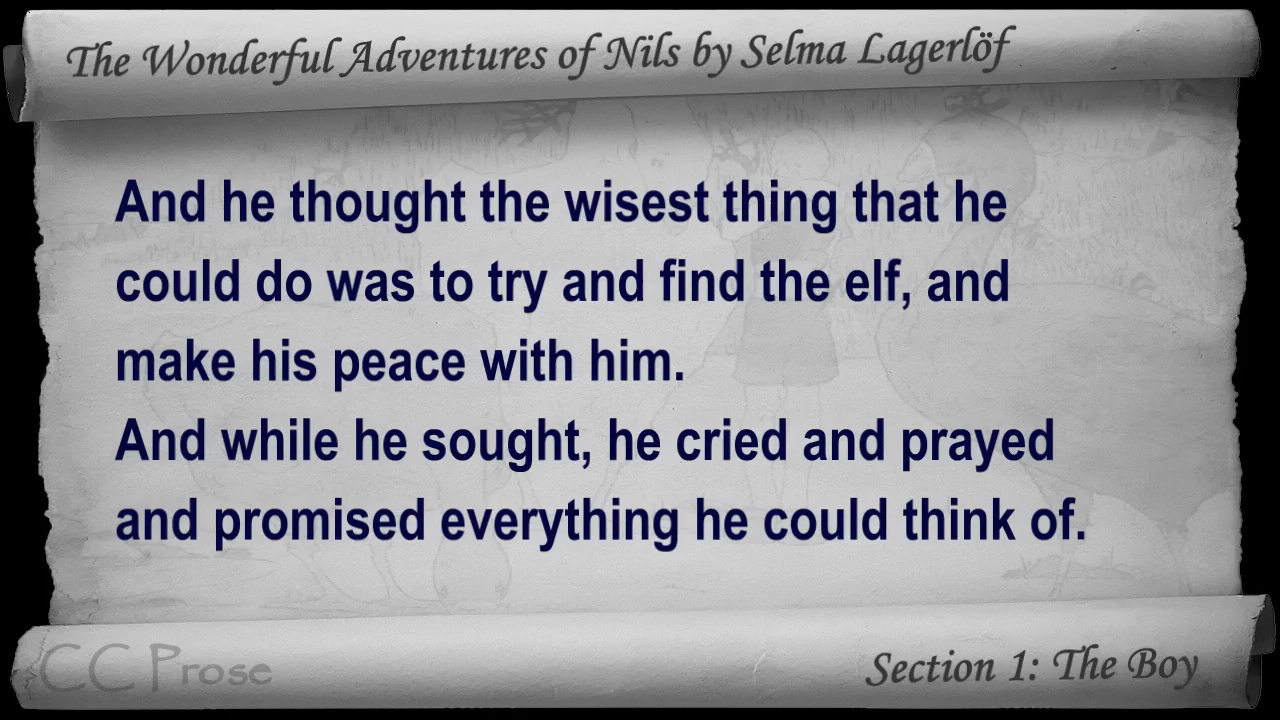 The Wonderful Adventures of Nils by Selma Lagerlöf
And he thought the wisest thing that he
could do was to try and find the elf, and
make his peace with him.
And while he sought, he cried and prayed
and promised everything he could think of.
CC Prose
Section 1: The Boy